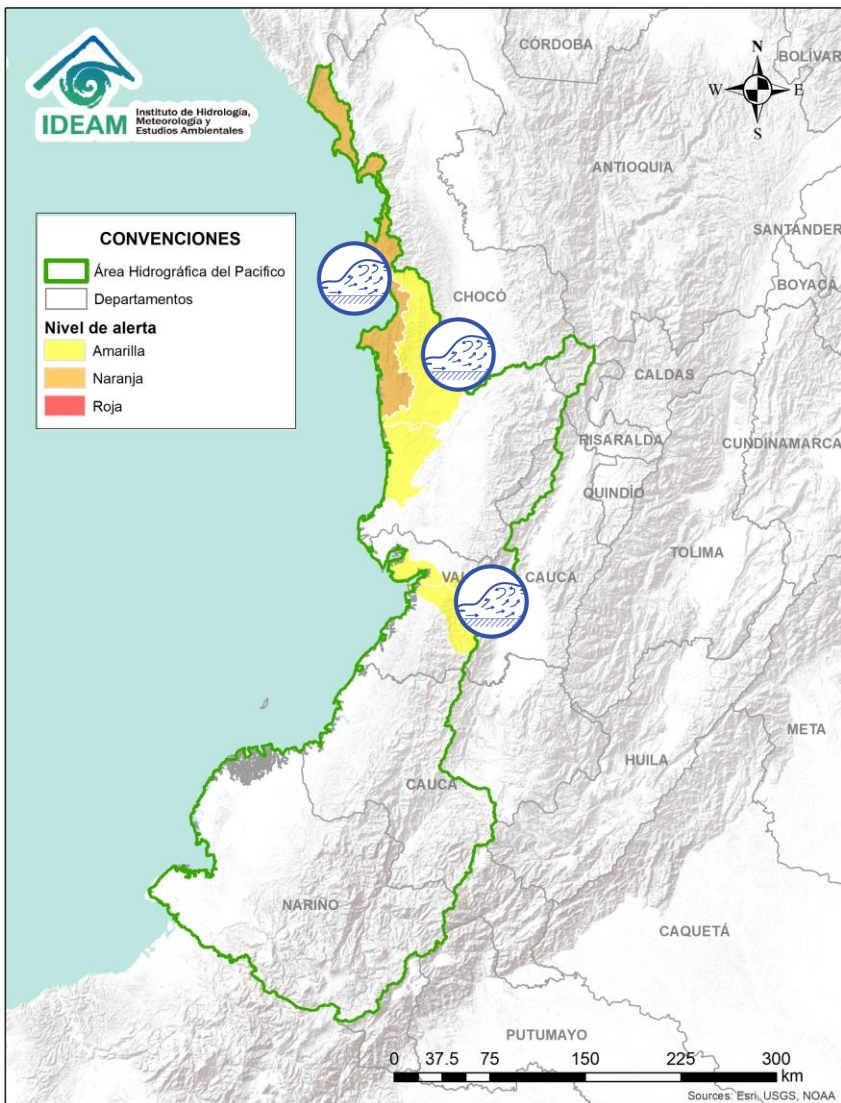 IDEAM
Instituto de Hidrología,
Meteorología y
Estudios Ambientales
N
W E
S
CÓRDOBA
BOLÍVAR
ANTIOQUIA
SANTANDER
BOYACÁ
CONVENCIONES
Área Hidrográfica del Pacifico
Departamentos
Nivel de alerta
Amarilla
Naranja
Roja
CHOCÓ
CALDAS
RISARALDA
CUNDINAMARCA
QUINDÍO
TOLIMA
VAL CAUCA
META
HUILA
CAUCA
NARIÑO
CAQUETÁ
PUTUMAYO
0 37.5 75 150 225 300
km
Sources: Esri, USGS, NOAA